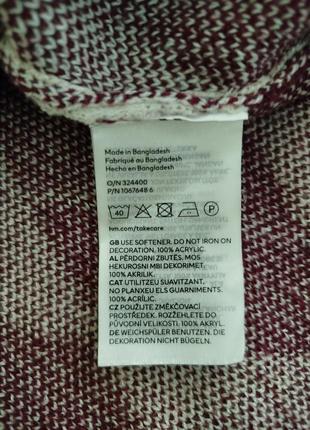 Made in Bangladesh
Fabriqué au Bangladesh
Hecho en Bangladesh
O/N 324400
P/N 1067648 6
40 P
hm.com/takecare
GB USE SOFTENER. DO NOT IRON ON
DECORATION. 100% ACRYLIC.
AL PËRDORNI ZBUTËS. MOS
HEKUROSNI MBI DEKORIMET.
100% AKRILIK.
CAT UTILITZEU SUAVITZANT.
NO PLANXEU ELS GUARNIMENTS.
100% ACRÍLIC.
CZ POUŽIJTE ZMĚKČOVACÍ
PROSTŘEDEK. ROZLOŽTE DO
PŮVODNÍ VELIKOSTI. 100% AKRYL.
DE WEICHSPÜLER BENUTZEN. DIE
DEKORATION NICHT BÜGELN.